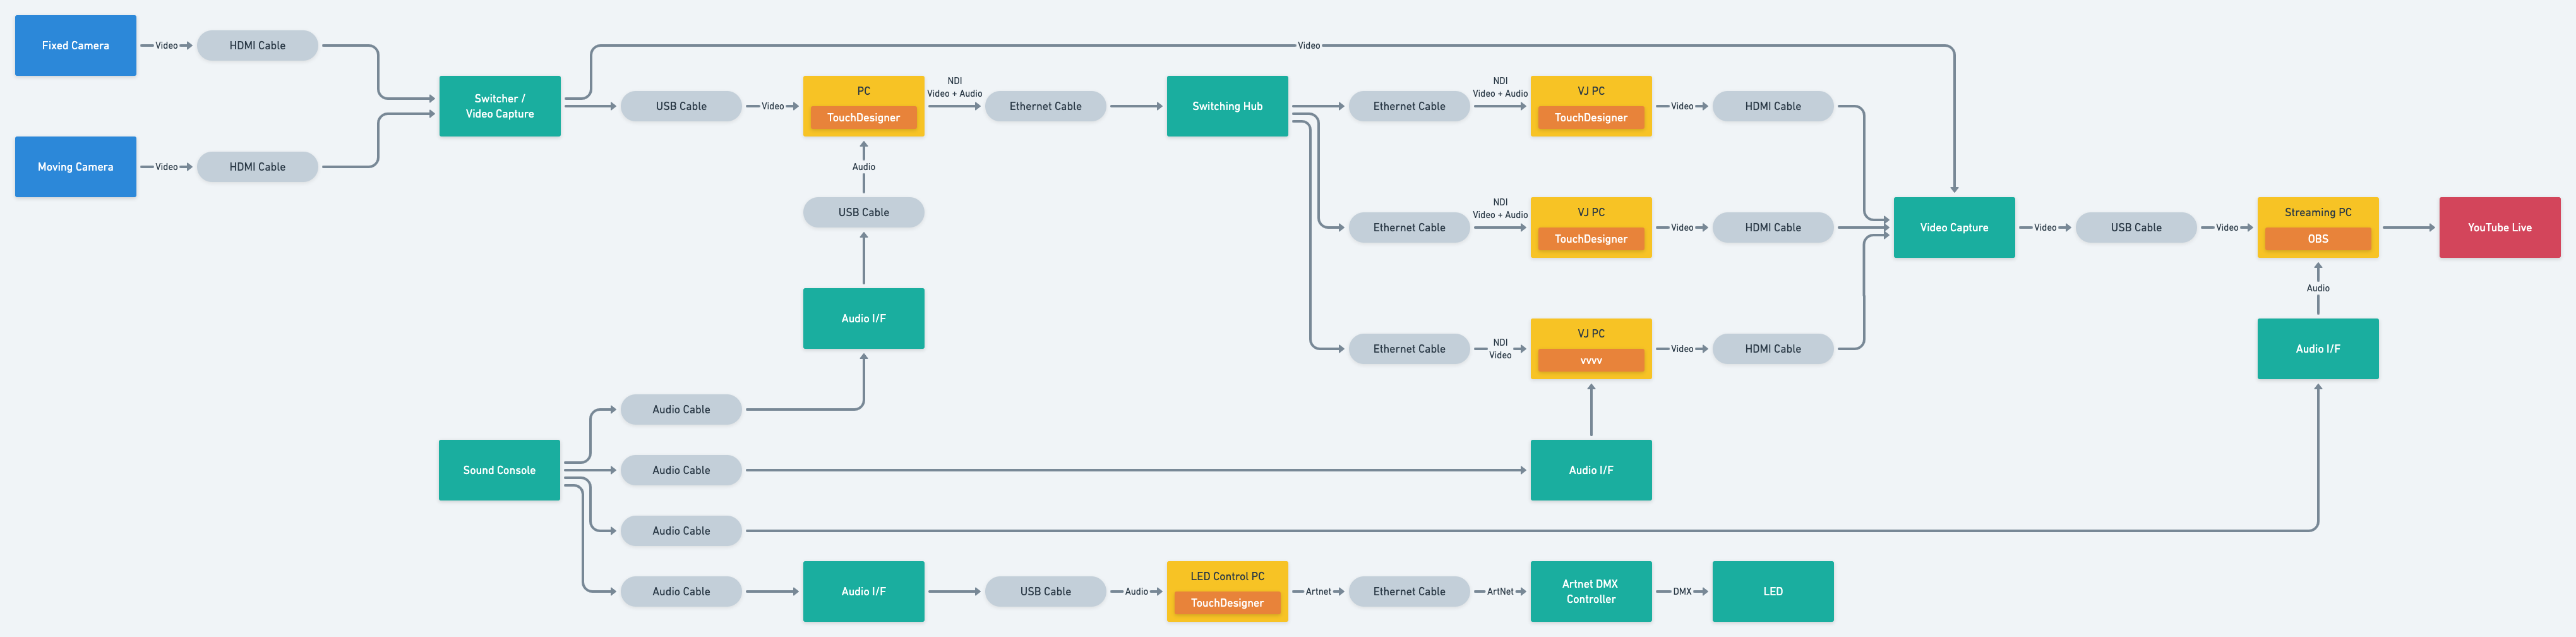 Fixed Camera
Video
HDMI Cable
Video
Switcher /
Video Capture
USB Cable
Video
PC
TouchDesigner
NDI
Video + Audio
Ethernet Cable
Switching Hub
Ethernet Cable
NDI
Video + Audio
VJ PC
TouchDesigner
Video
HDMI Cable
Moving Camera
Video
HDMI Cable
Audio
USB Cable
Ethernet Cable
NDI
Video + Audio
VJ PC
TouchDesigner
Video
HDMI Cable
Video Capture
Video
USB Cable
Video
Streaming PC
OBS
YouTube Live
Audio
Audio I/F
Ethernet Cable
NDI
Video
VJ PC
vvvv
Video
HDMI Cable
Audio I/F
Audio Cable
Sound Console
Audio Cable
Audio I/F
Audio Cable
Audio Cable
Audio I/F
USB Cable
Audio
LED Control PC
TouchDesigner
Artnet
Ethernet Cable
ArtNet
Artnet DMX
Controller
DMX
LED